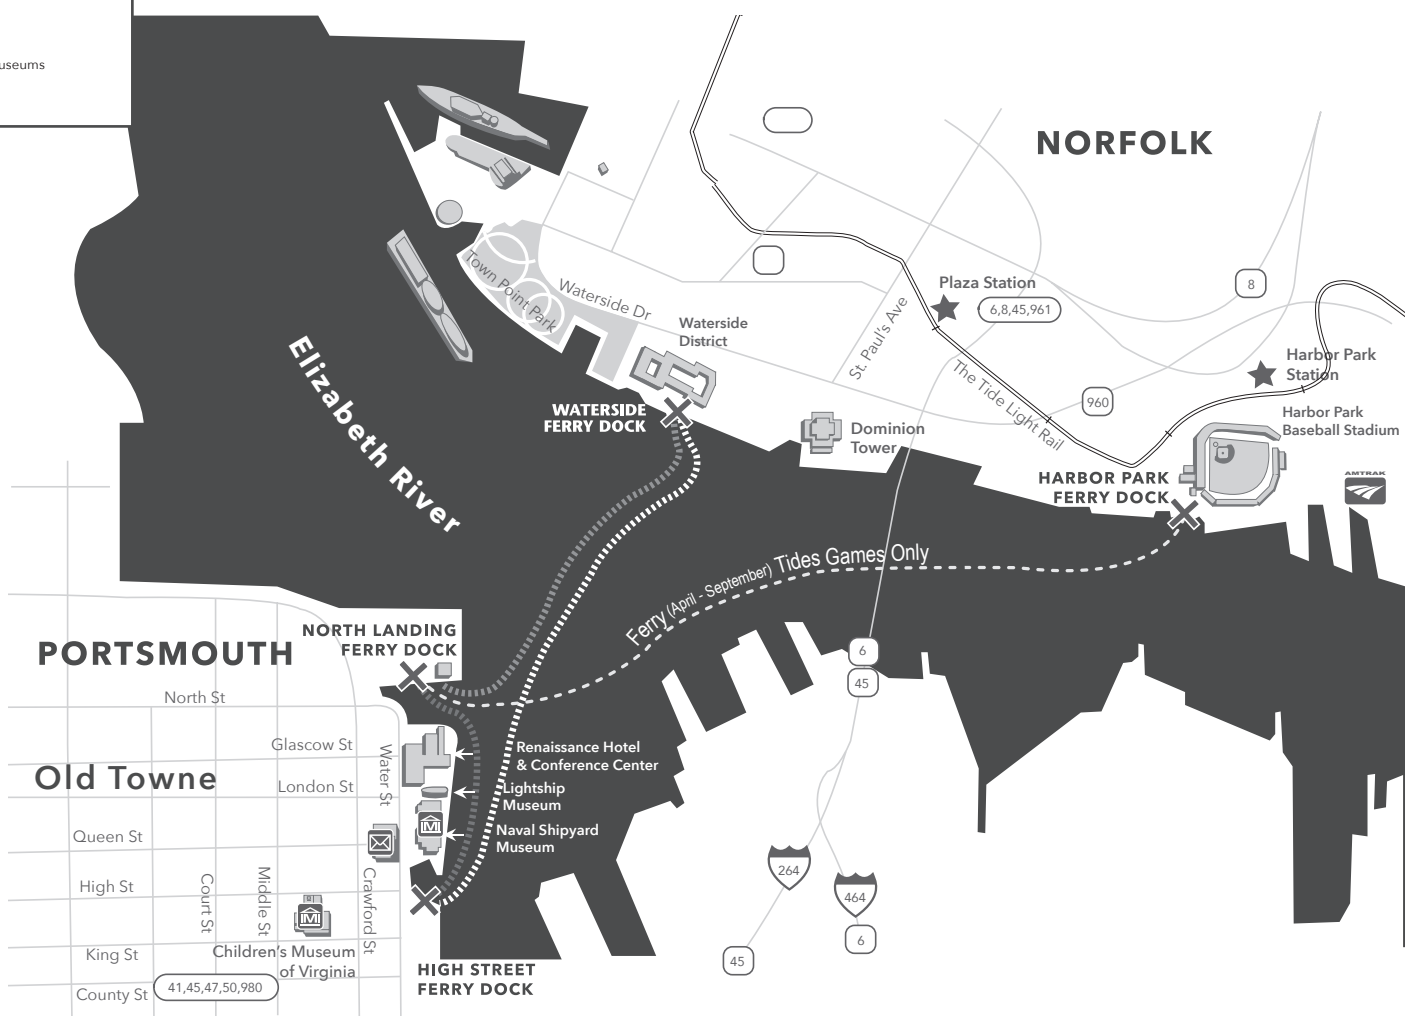 useums
NORFOLK
Plaza Station
6,8,45,961
8
Town Point Park
Waterside Dr
Waterside
District
St. Paul's Ave
The Tide Light Rail
Harbor Park
Station
960
Harbor Park
Baseball Stadium
Elizabeth River
WATERSIDE
FERRY DOCK
Dominion
Tower
HARBOR PARK
FERRY DOCK
AMTRAK
Ferry (April - September) Tides Games Only
PORTSMOUTH
NORTH LANDING
FERRY DOCK
6
45
North St
Glascow St
Water St
Renaissance Hotel
& Conference Center
Old Towne
London St
Lightship
Museum
Queen St
Naval Shipyard
Museum
High St
Court St
Middle St
Crawford St
264
464
6
45
King St
Children's Museum
of Virginia
County St
41,45,47,50,980
HIGH STREET
FERRY DOCK